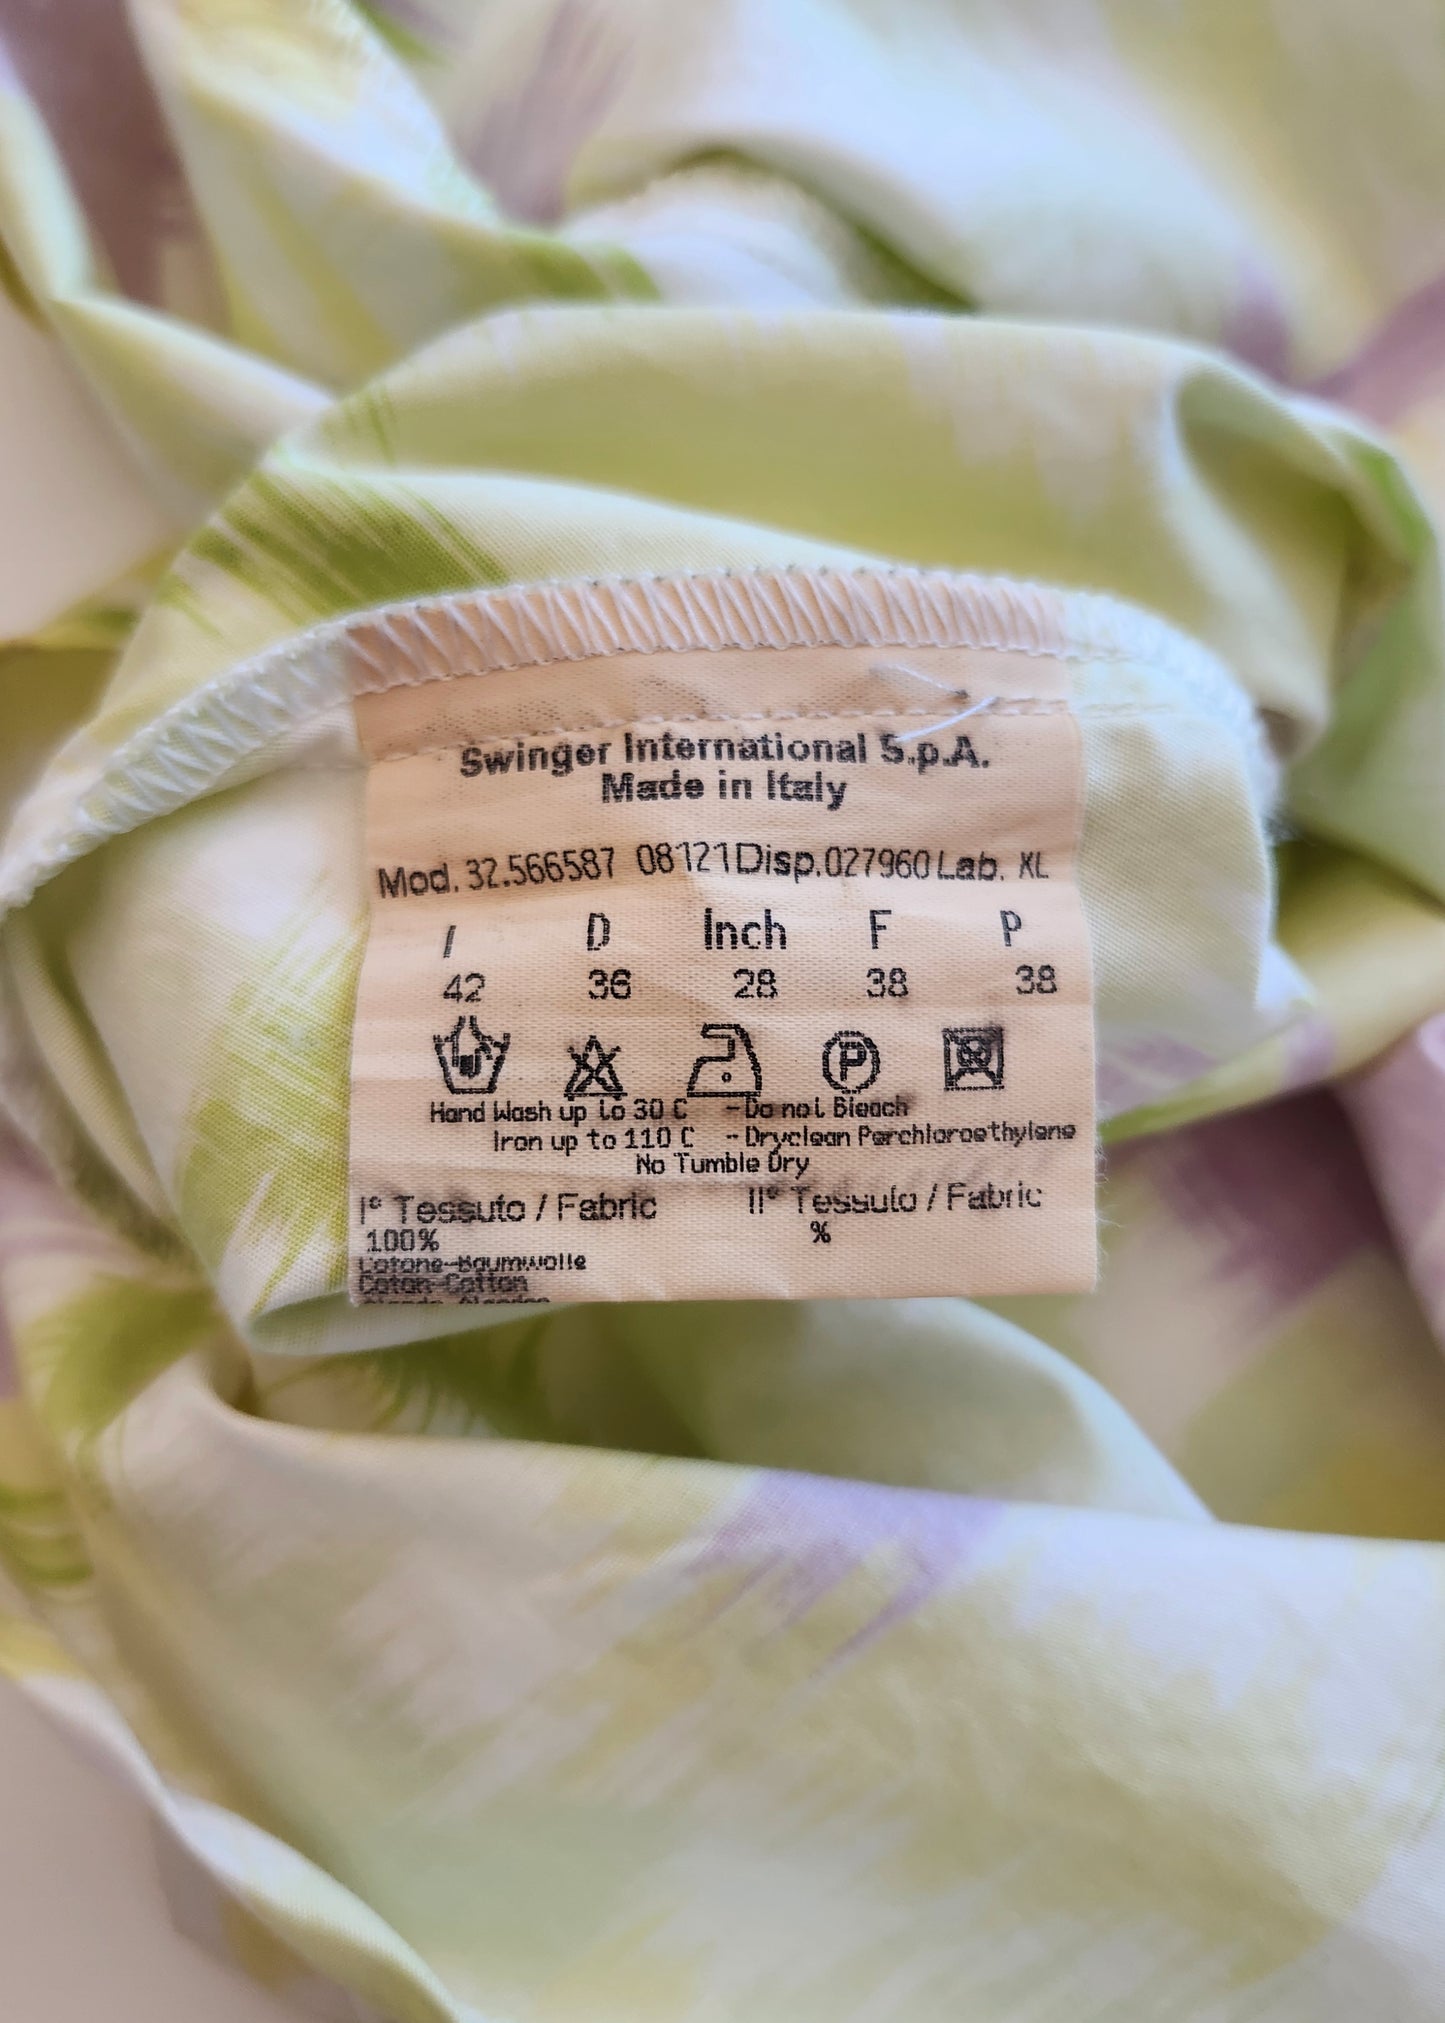 Swinger International S.p.A.
Made in Italy
Mod. 32.566587 08121 Disp.027960 Lab. XL
I D Inch F P
42 36 28 38 38
P
Hand Wash up to 30 C - Do not Bleach
Iron up to 110 C - Dryclean Perchloroethylene
No Tumble Dry
I° Tessuto / Fabric II° Tessuto / Fabric
100% %
Cotone-Baumwolle
Coton-Cotton